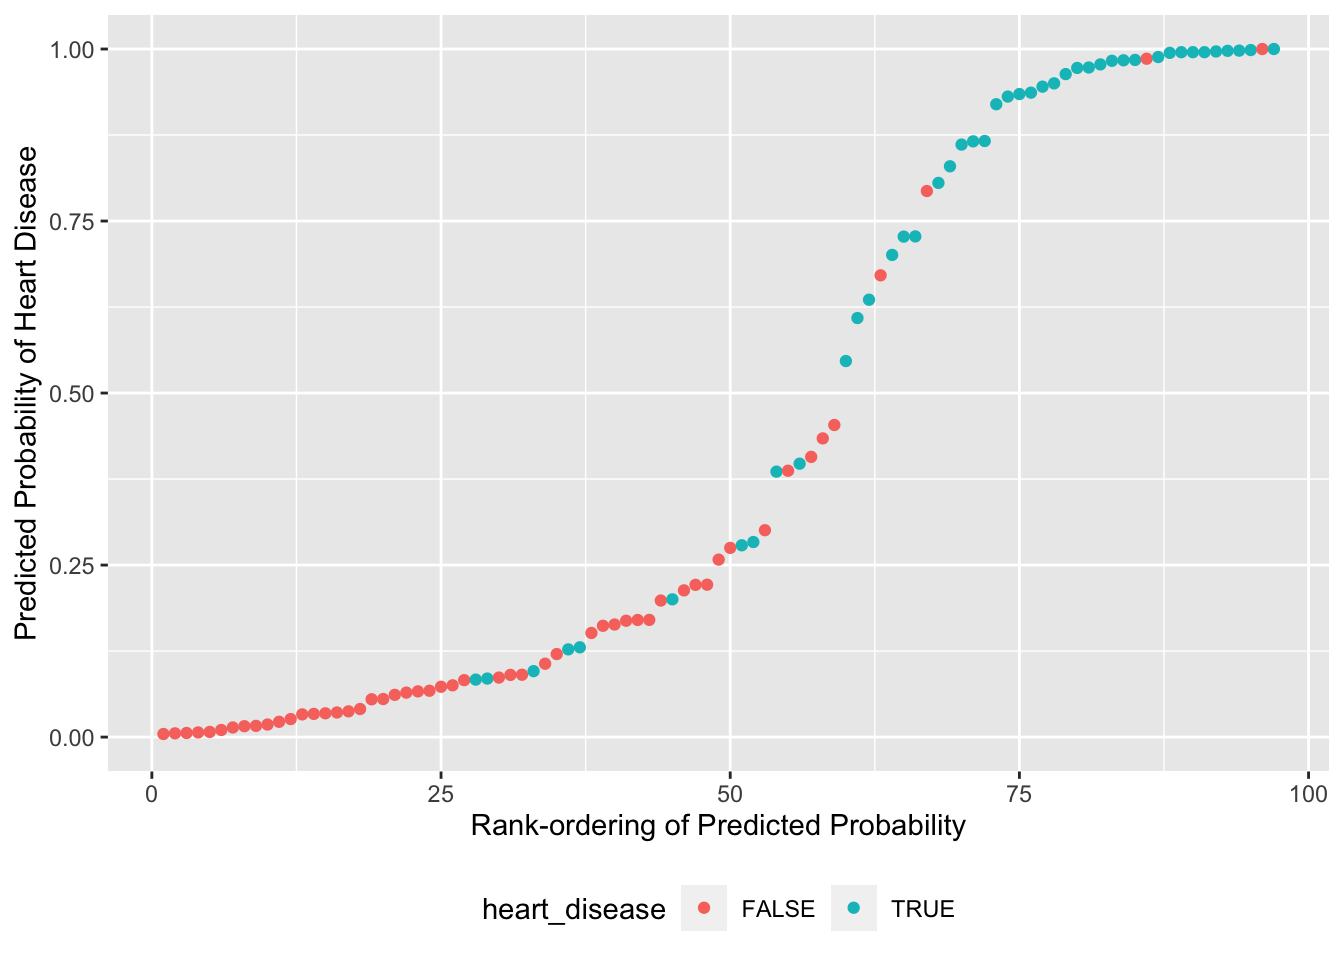 Predicted Probability of Heart Disease
1.00
0.75
0.50
0.25
0.00
0 25 50 75 100
Rank-ordering of Predicted Probability
heart_disease FALSE TRUE